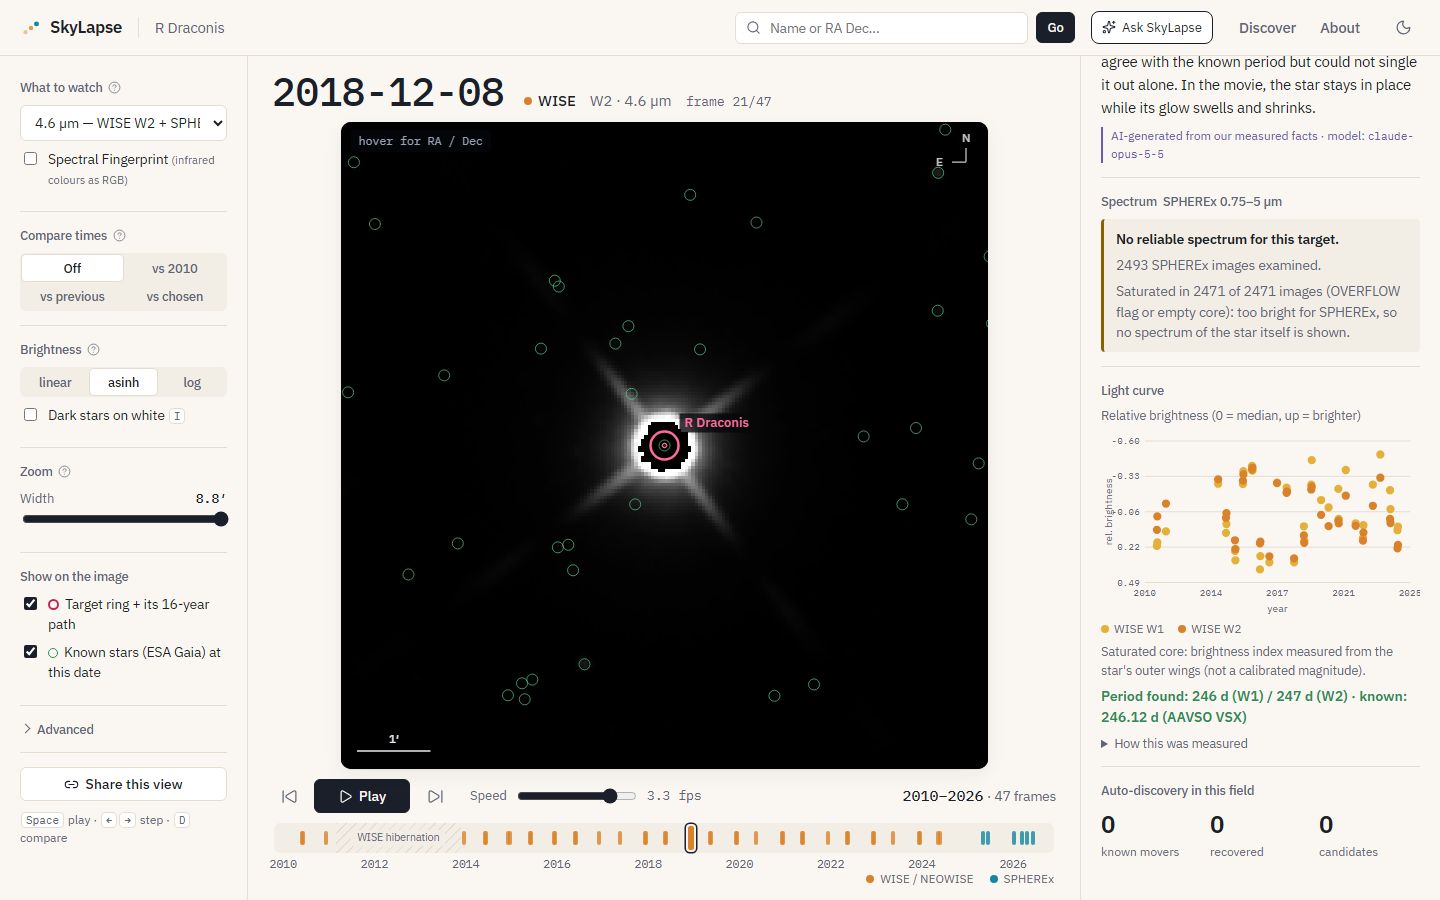 SkyLapse
R Draconis
Name or RA Dec...
Go
Ask SkyLapse
Discover
About
What to watch
4.6 µm — WISE W2 + SPHE
Spectral Fingerprint (infrared
colours as RGB)
Compare times
Off
vs 2010
vs previous
vs chosen
Brightness
linear
asinh
log
Dark stars on white I
Zoom
Width
8.8′
Show on the image
Target ring + its 16-year
path
Known stars (ESA Gaia) at
this date
Advanced
Share this view
Space play · ← → step · D
compare
2018-12-08
WISE
W2 · 4.6 µm
frame 21/47
hover for RA / Dec
N
E
R Draconis
1′
Play
Speed
3.3 fps
2010–2026 · 47 frames
WISE hibernation
2010
2012
2014
2016
2018
2020
2022
2024
2026
WISE / NEOWISE
SPHEREx
agree with the known period but could not single
it out alone. In the movie, the star stays in place
while its glow swells and shrinks.
AI-generated from our measured facts · model: claude-
opus-5-5
Spectrum SPHEREx 0.75–5 µm
No reliable spectrum for this target.
2493 SPHEREx images examined.
Saturated in 2471 of 2471 images (OVERFLOW
flag or empty core): too bright for SPHEREx, so
no spectrum of the star itself is shown.
Light curve
Relative brightness (0 = median, up = brighter)
rel. brightness
-0.60
-0.33
-0.06
0.22
0.49
2010
2014
2017
2021
2025
year
WISE W1
WISE W2
Saturated core: brightness index measured from the
star's outer wings (not a calibrated magnitude).
Period found: 246 d (W1) / 247 d (W2) · known:
246.12 d (AAVSO VSX)
How this was measured
Auto-discovery in this field
0
known movers
0
recovered
0
candidates